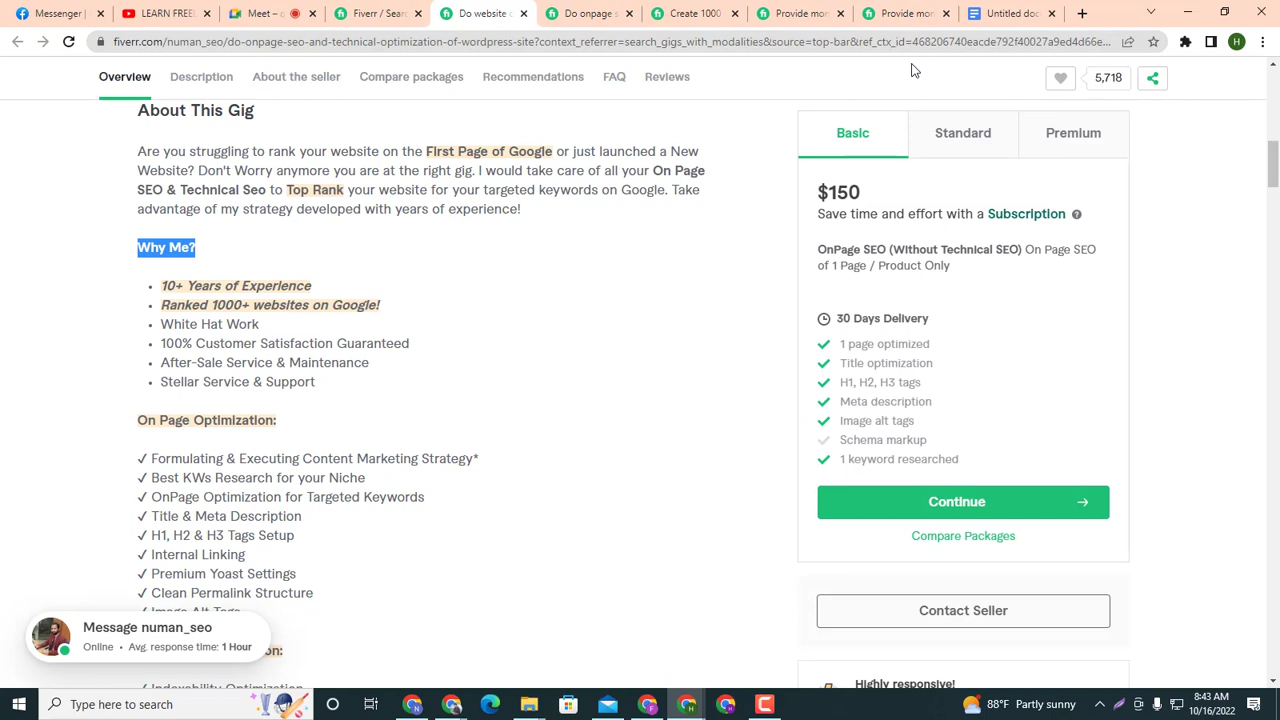 Messenger |
LEARN FREE
Meet –
Fiverr / Sear
Do website
Do onpage s
Create 1000
Provide mon
Provide mon
Untitled doc
fiverr.com/numan_seo/do-onpage-seo-and-technical-optimization-of-wordpress-site?context_referrer=search_gigs_with_modalities&source=top-bar&ref_ctx_id=468206740eacde792f40027a9ed4d66e...
H
Overview
Description
About the seller
Compare packages
Recommendations
FAQ
Reviews
5,718
About This Gig
Are you struggling to rank your website on the First Page of Google or just launched a New
Website? Don't Worry anymore you are at the right gig. I would take care of all your On Page
SEO & Technical Seo to Top Rank your website for your targeted keywords on Google. Take
advantage of my strategy developed with years of experience!
Why Me?
• 10+ Years of Experience
• Ranked 1000+ websites on Google!
• White Hat Work
• 100% Customer Satisfaction Guaranteed
• After-Sale Service & Maintenance
• Stellar Service & Support
On Page Optimization:
✓ Formulating & Executing Content Marketing Strategy*
✓ Best KWs Research for your Niche
✓ OnPage Optimization for Targeted Keywords
✓ Title & Meta Description
✓ H1, H2 & H3 Tags Setup
✓ Internal Linking
✓ Premium Yoast Settings
✓ Clean Permalink Structure
✓ Image Alt Tags
on:
✓ Indexability Optimization
Message numan_seo
Online • Avg. response time: 1 Hour
Basic
Standard
Premium
$150
Save time and effort with a Subscription ?
OnPage SEO (Without Technical SEO) On Page SEO
of 1 Page / Product Only
30 Days Delivery
1 page optimized
Title optimization
H1, H2, H3 tags
Meta description
Image alt tags
Schema markup
1 keyword researched
Continue →
Compare Packages
Contact Seller
Highly responsive!
Type here to search
88°F Partly sunny
8:43 AM
10/16/2022